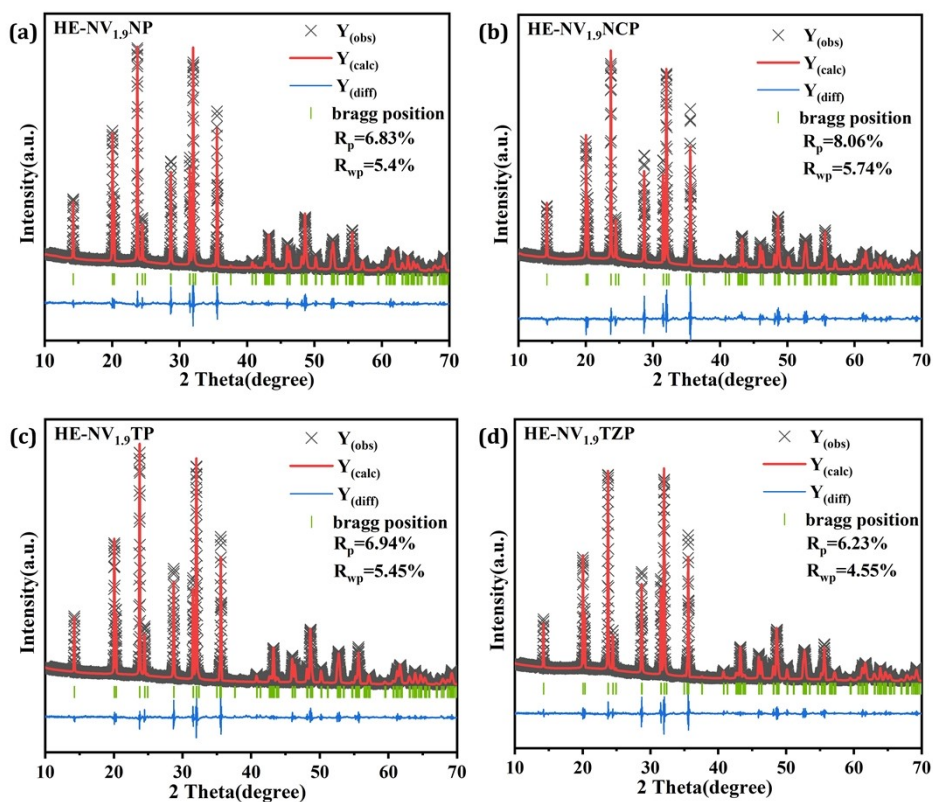 (a) HE-NV1.9NP
Y(obs)
Y(calc)
Y(diff)
bragg position
Rp=6.83%
Rwp=5.4%
Intensity(a.u.)
10 20 30 40 50 60 70
2 Theta(degree)
(b) HE-NV1.9NCP
Y(obs)
Y(calc)
Y(diff)
bragg position
Rp=8.06%
Rwp=5.74%
Intensity(a.u.)
10 20 30 40 50 60 70
2 Theta(degree)
(c) HE-NV1.9TP
Y(obs)
Y(calc)
Y(diff)
bragg position
Rp=6.94%
Rwp=5.45%
Intensity(a.u.)
10 20 30 40 50 60 70
2 Theta(degree)
(d) HE-NV1.9TZP
Y(obs)
Y(calc)
Y(diff)
bragg position
Rp=6.23%
Rwp=4.55%
Intensity(a.u.)
10 20 30 40 50 60 70
2 Theta(degree)